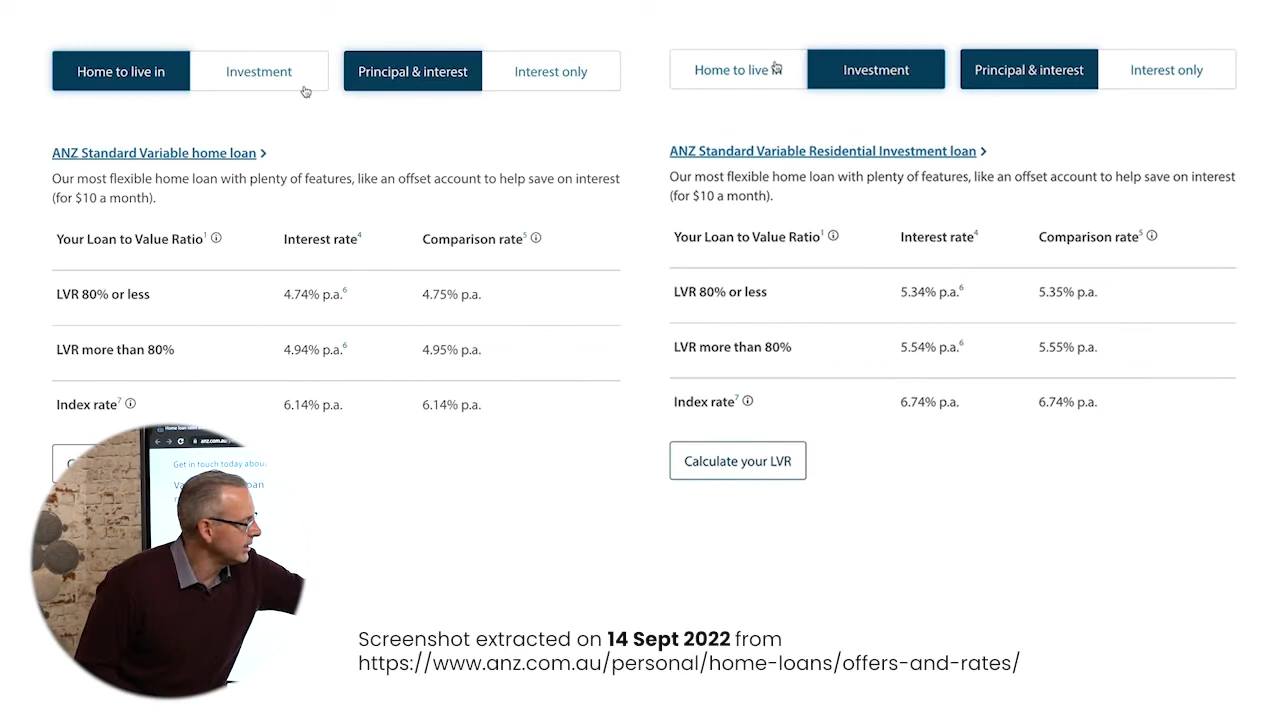 Home to live in
Investment
Principal & interest
Interest only
ANZ Standard Variable home loan >
Our most flexible home loan with plenty of features, like an offset account to help save on interest
(for $10 a month).
Your Loan to Value Ratio1 Interest rate4 Comparison rate5
LVR 80% or less 4.74% p.a.6 4.75% p.a.
LVR more than 80% 4.94% p.a.6 4.95% p.a.
Index rate7 6.14% p.a. 6.14% p.a.
Home to live in
Investment
Principal & interest
Interest only
ANZ Standard Variable Residential Investment loan >
Our most flexible home loan with plenty of features, like an offset account to help save on interest
(for $10 a month).
Your Loan to Value Ratio1 Interest rate4 Comparison rate5
LVR 80% or less 5.34% p.a.6 5.35% p.a.
LVR more than 80% 5.54% p.a.6 5.55% p.a.
Index rate7 6.74% p.a. 6.74% p.a.
Calculate your LVR
anz.com.au
Get in touch today about
Screenshot extracted on 14 Sept 2022 from
https://www.anz.com.au/personal/home-loans/offers-and-rates/